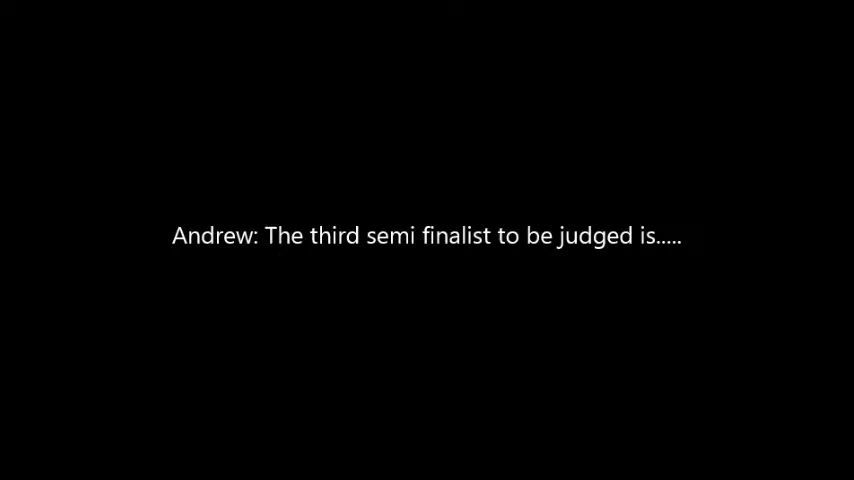 Andrew: The third semi finalist to be judged is.....